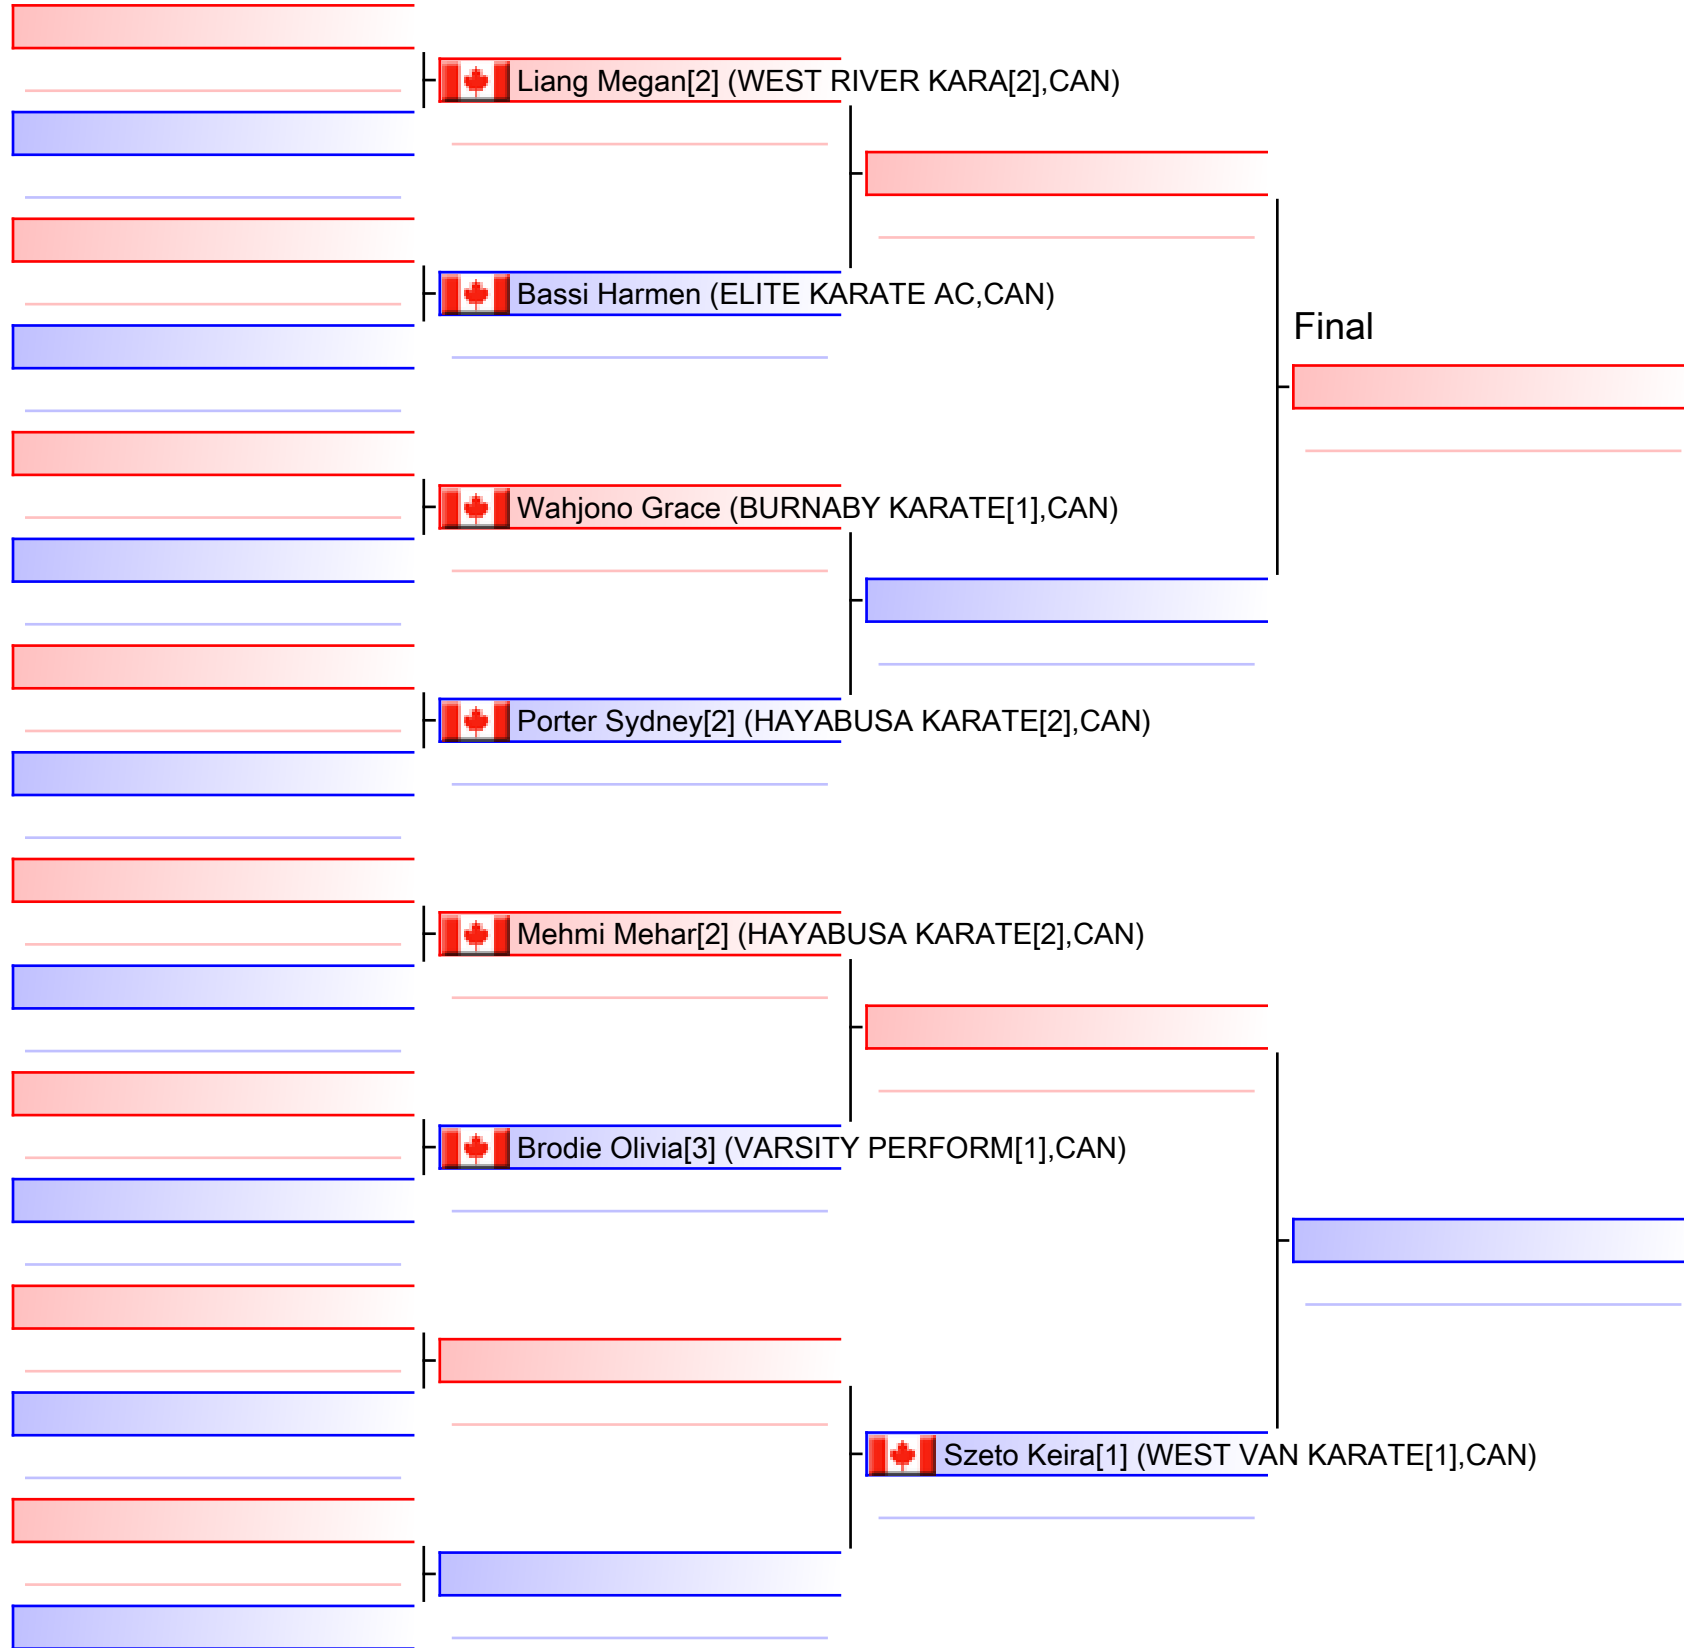 Liang Megan[2] (WEST RIVER KARA[2],CAN)
Bassi Harmen (ELITE KARATE AC,CAN)
Final
Wahjono Grace (BURNABY KARATE[1],CAN)
Porter Sydney[2] (HAYABUSA KARATE[2],CAN)
Mehmi Mehar[2] (HAYABUSA KARATE[2],CAN)
Brodie Olivia[3] (VARSITY PERFORM[1],CAN)
Szeto Keira[1] (WEST VAN KARATE[1],CAN)